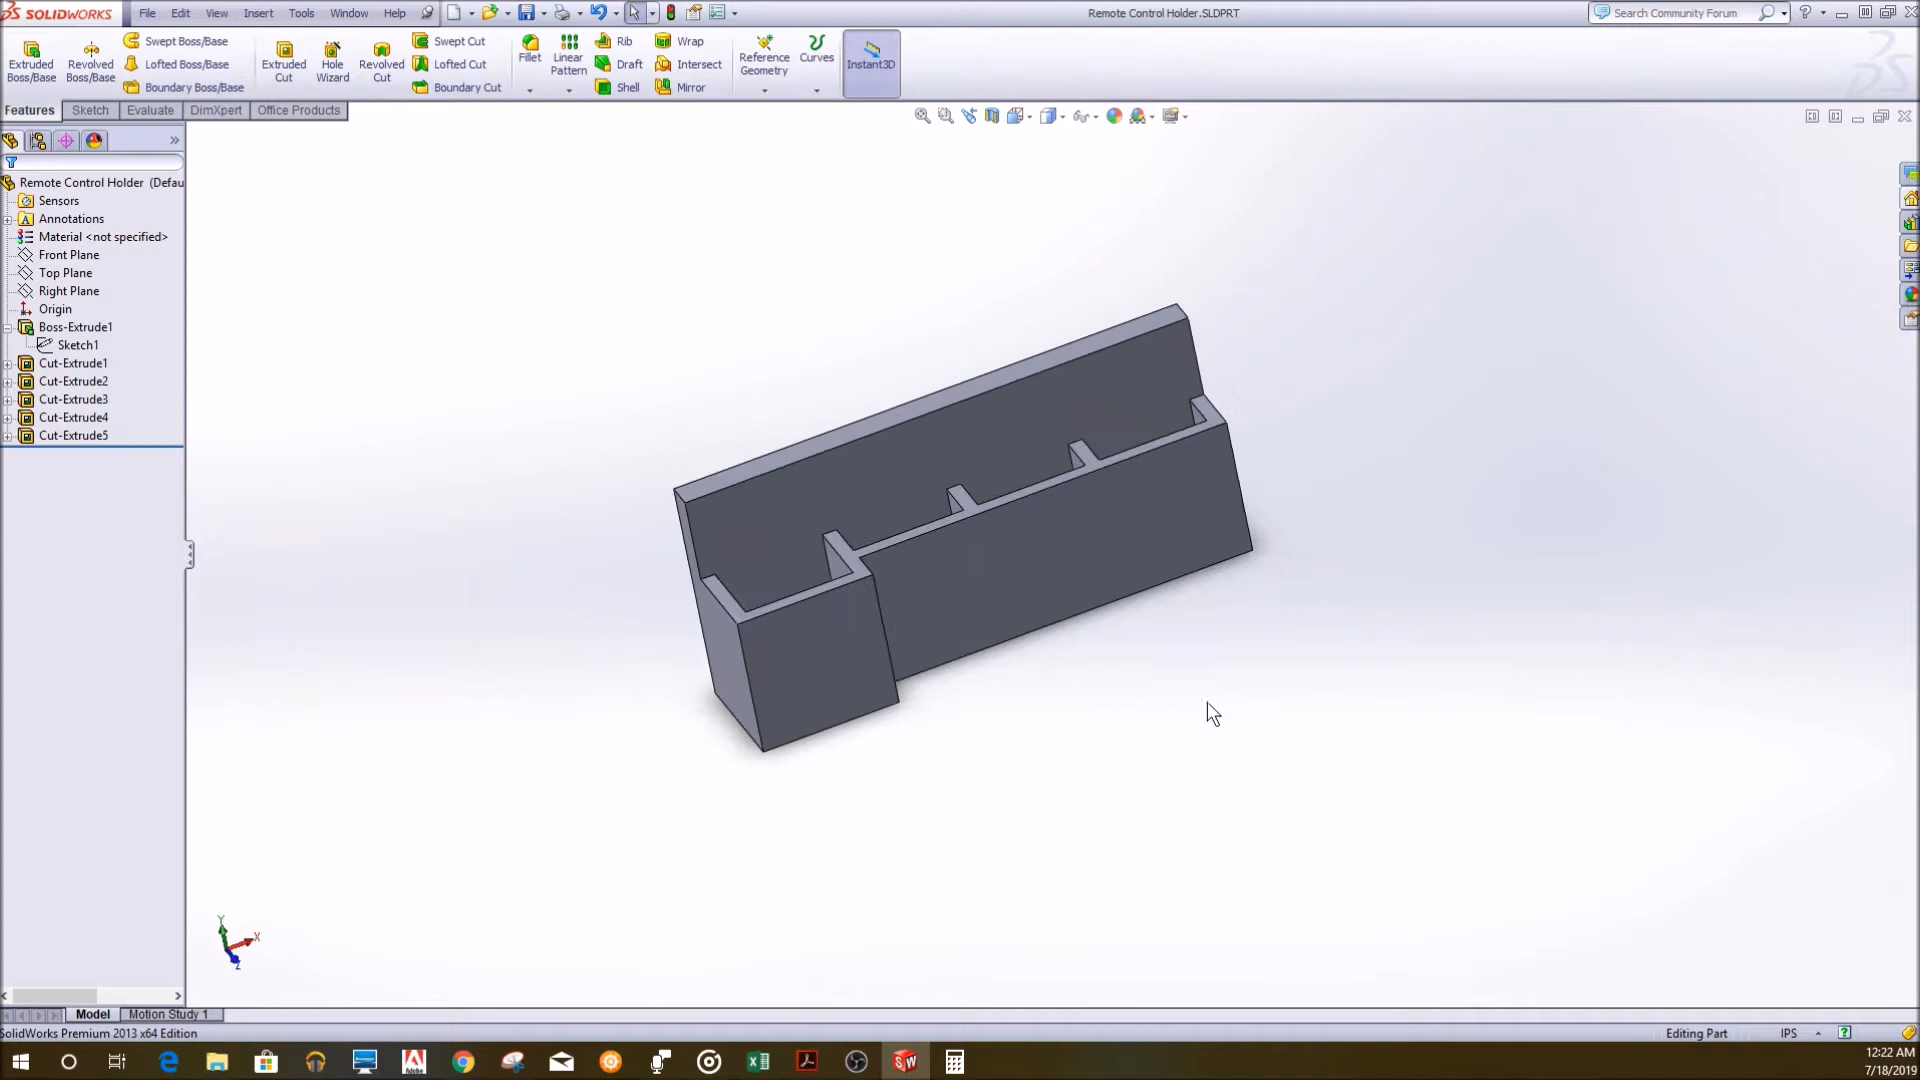 SOLIDWORKS File Edit View Insert Tools Window Help Remote Control Holder.SLDPRT Search Community Forum
Extruded Boss/Base
Revolved Boss/Base
Swept Boss/Base
Lofted Boss/Base
Boundary Boss/Base
Extruded Cut
Hole Wizard
Revolved Cut
Swept Cut
Lofted Cut
Boundary Cut
Fillet
Linear Pattern
Rib
Draft
Shell
Wrap
Intersect
Mirror
Reference Geometry
Curves
Instant3D
Features Sketch Evaluate DimXpert Office Products
Remote Control Holder (Defau
Sensors
Annotations
Material <not specified>
Front Plane
Top Plane
Right Plane
Origin
Boss-Extrude1
Sketch1
Cut-Extrude1
Cut-Extrude2
Cut-Extrude3
Cut-Extrude4
Cut-Extrude5
Y
X
Z
Model Motion Study 1
SolidWorks Premium 2013 x64 Edition Editing Part IPS
12:22 AM
7/18/2019